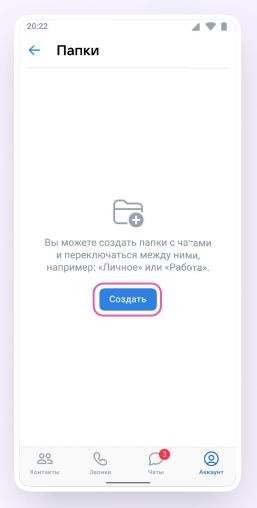 20:22
Папки
Вы можете создать папки с чатами
и переключаться между ними,
например: «Личное» или «Работа».
Создать
3
Контакты Звонки Чаты Аккаунт